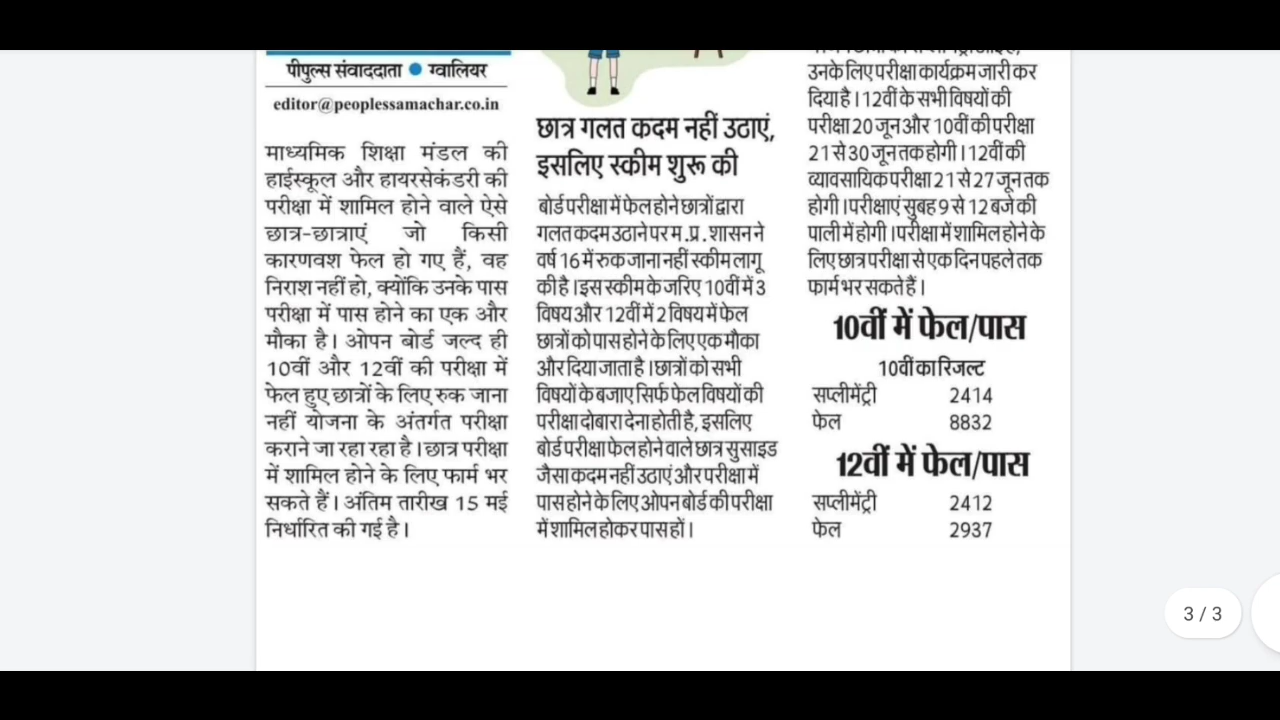 पीपुल्स संवाददाता ● ग्वालियर
editor@peoplessamachar.co.in
माध्यमिक शिक्षा मंडल की
हाईस्कूल और हायरसेकंडरी की
परीक्षा में शामिल होने वाले ऐसे
छात्र-छात्राएं जो किसी
कारणवश फेल हो गए हैं, वह
निराश नहीं हो, क्योंकि उनके पास
परीक्षा में पास होने का एक और
मौका है। ओपन बोर्ड जल्द ही
10वीं और 12वीं की परीक्षा में
फेल हुए छात्रों के लिए रुक जाना
नहीं योजना के अंतर्गत परीक्षा
कराने जा रहा रहा है। छात्र परीक्षा
में शामिल होने के लिए फार्म भर
सकते हैं। अंतिम तारीख 15 मई
निर्धारित की गई है।
छात्र गलत कदम नहीं उठाएं,
इसलिए स्कीम शुरू की
बोर्ड परीक्षा में फेल होने छात्रों द्वारा
गलत कदम उठाने पर म.प्र. शासन ने
वर्ष 16 में रुक जाना नहीं स्कीम लागू
की है। इस स्कीम के जरिए 10वीं में 3
विषय और 12वीं में 2 विषय में फेल
छात्रों को पास होने के लिए एक मौका
और दिया जाता है। छात्रों को सभी
विषयों के बजाए सिर्फ फेल विषयों की
परीक्षा दोबारा देना होती है, इसलिए
बोर्ड परीक्षा फेल होने वाले छात्र सुसाइड
जैसा कदम नहीं उठाएं और परीक्षा में
पास होने के लिए ओपन बोर्ड की परीक्षा
में शामिल होकर पास हों।
उनके लिए परीक्षा कार्यक्रम जारी कर
दिया है। 12वीं के सभी विषयों की
परीक्षा 20 जून और 10वीं की परीक्षा
21 से 30 जून तक होगी। 12वीं की
व्यावसायिक परीक्षा 21 से 27 जून तक
होगी। परीक्षाएं सुबह 9 से 12 बजे की
पाली में होगी। परीक्षा में शामिल होने के
लिए छात्र परीक्षा से एक दिन पहले तक
फार्म भर सकते हैं।
10वीं में फेल/पास
10वीं का रिजल्ट
सप्लीमेंट्री 2414
फेल 8832
12वीं में फेल/पास
सप्लीमेंट्री 2412
फेल 2937
3 / 3